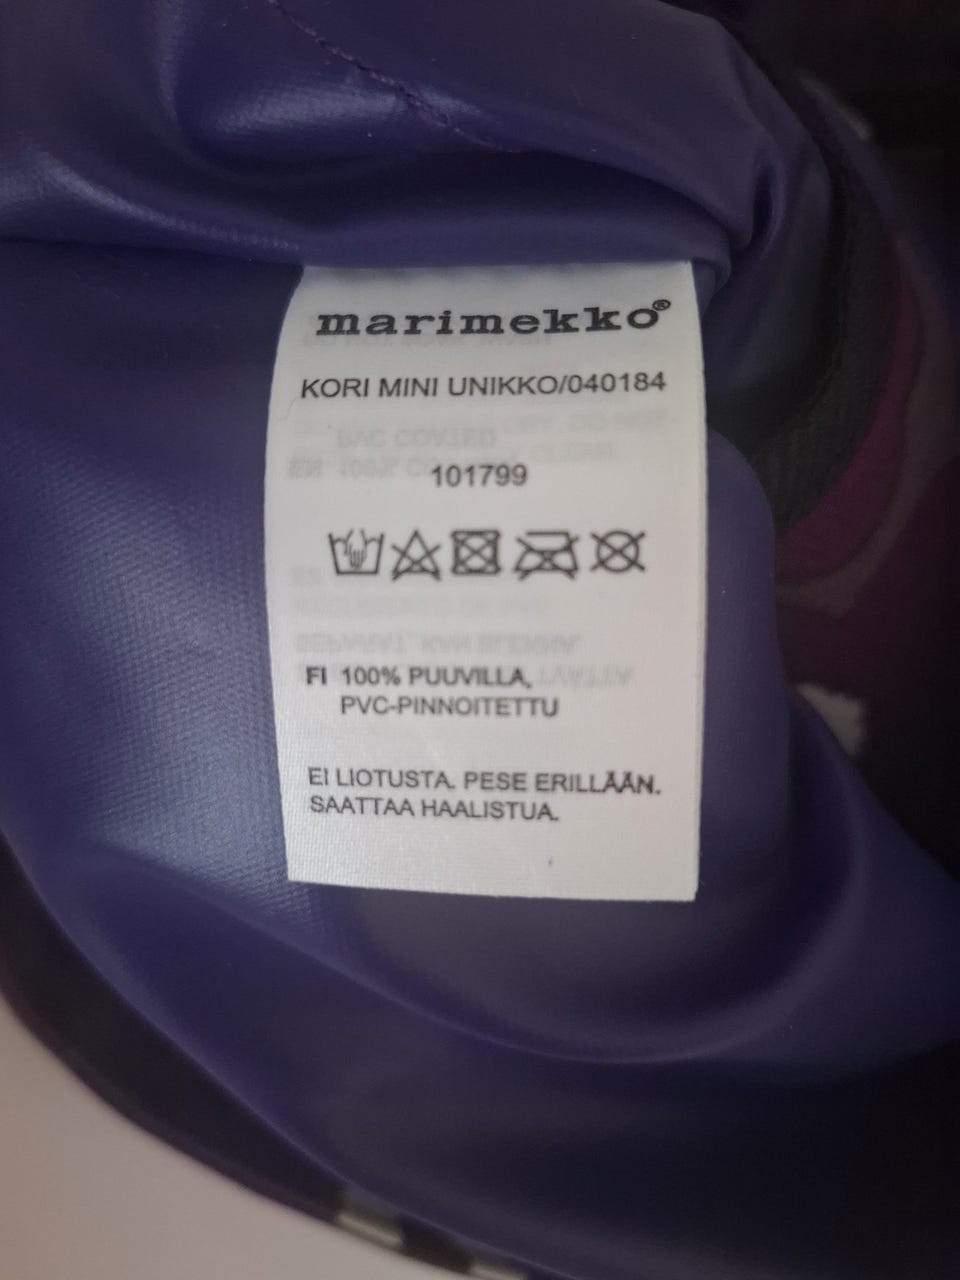 marimekko®
KORI MINI UNIKKO/040184
101799
FI 100% PUUVILLA,
PVC-PINNOITETTU
EI LIOTUSTA. PESE ERILLÄÄN.
SAATTAA HAALISTUA.